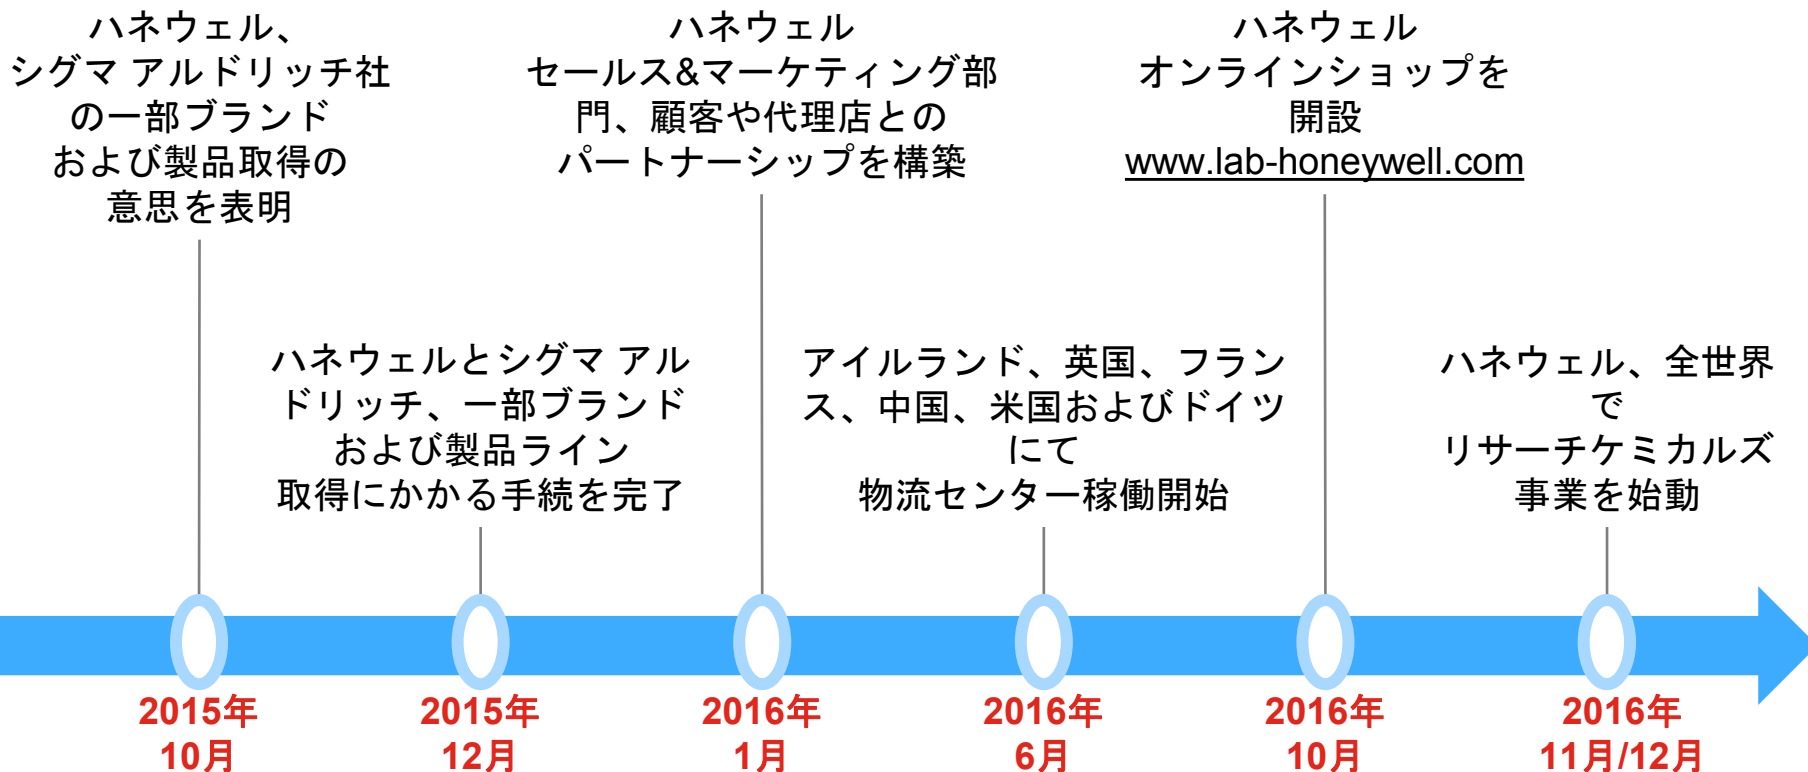 ハネウェル、
シグマ アルドリッチ社
の一部ブランド
および製品取得の
意思を表明
ハネウェル
セールス&マーケティング部
門、顧客や代理店との
パートナーシップを構築
ハネウェル
オンラインショップを
開設
www.lab-honeywell.com
ハネウェルとシグマ アル
ドリッチ、一部ブランド
および製品ライン
取得にかかる手続を完了
アイルランド、英国、フラン
ス、中国、米国およびドイツ
にて
物流センター稼働開始
ハネウェル、全世界
で
リサーチケミカルズ
事業を始動
2015年
10月
2015年
12月
2016年
1月
2016年
6月
2016年
10月
2016年
11月/12月